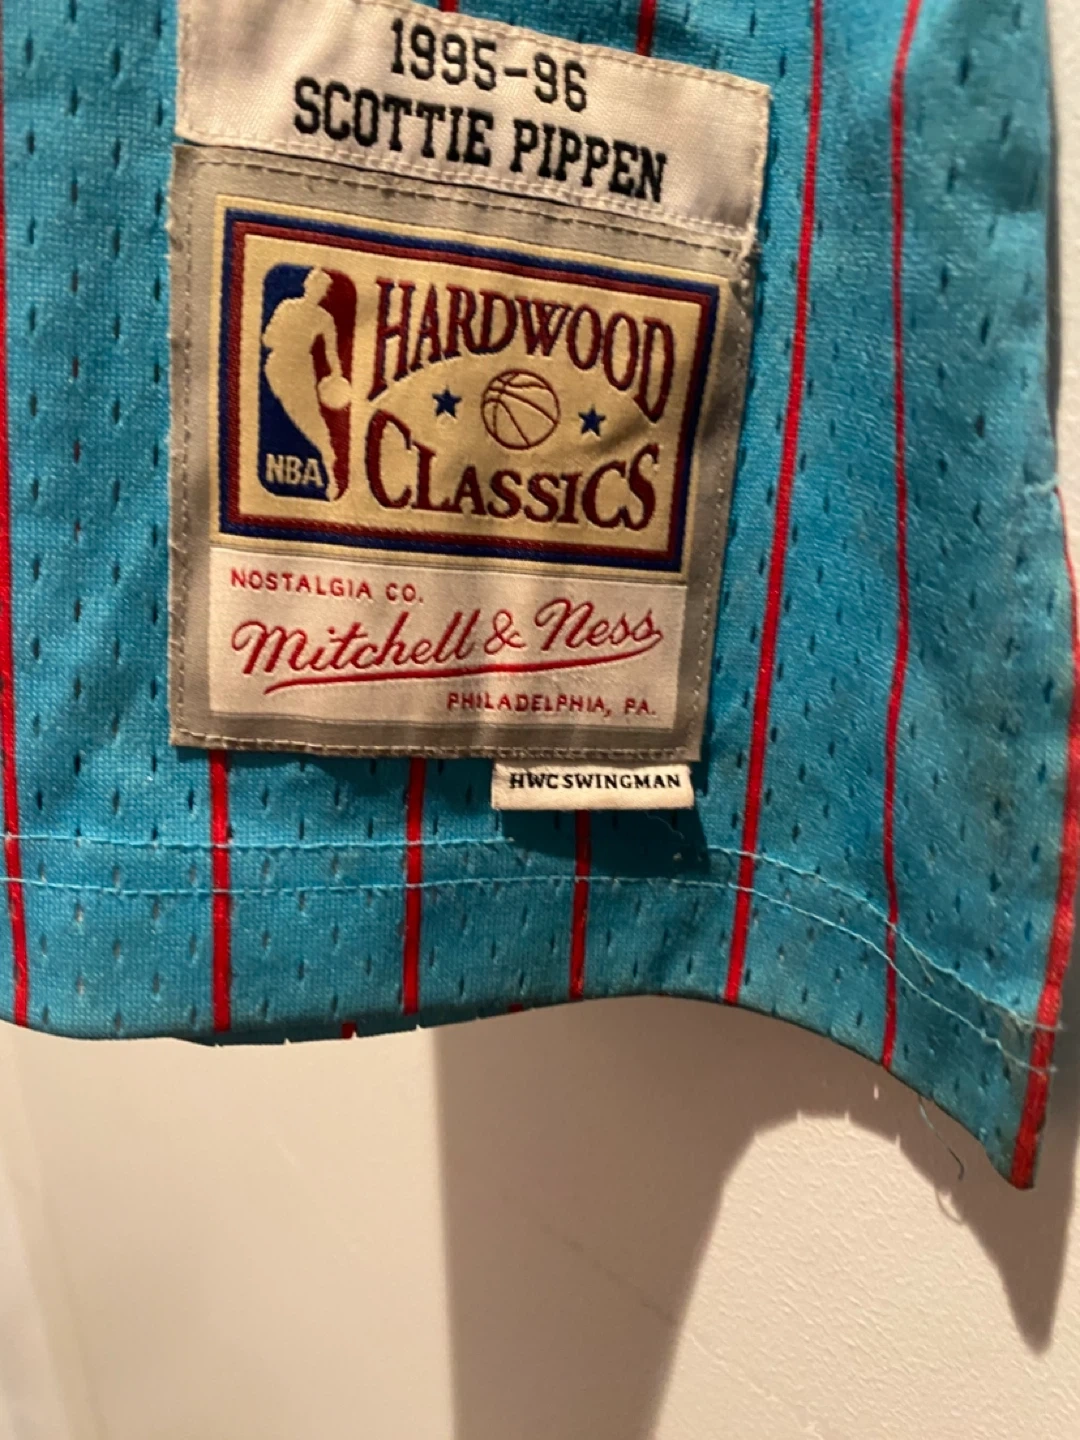 1995-96
SCOTTIE PIPPEN
HARDWOOD
CLASSICS
NBA
NOSTALGIA CO.
Mitchell & Ness
PHILADELPHIA, PA.
HWC SWINGMAN